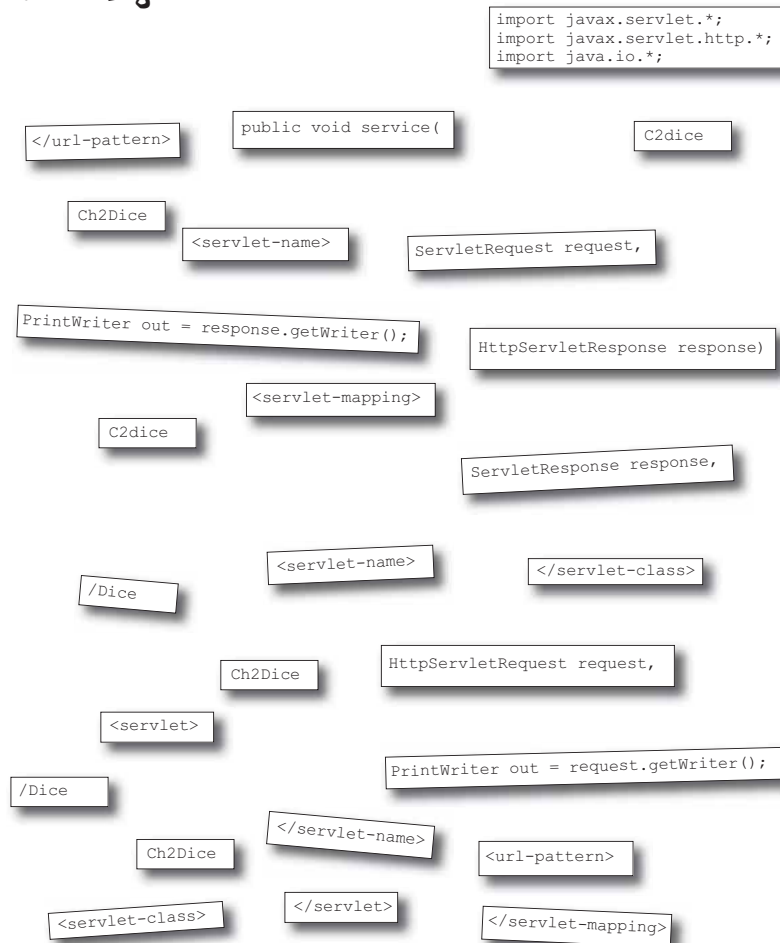 import javax.servlet.*;
import javax.servlet.http.*;
import java.io.*;
</url-pattern>
public void service(
C2dice
Ch2Dice
<servlet-name>
ServletRequest request,
PrintWriter out = response.getWriter();
HttpServletResponse response)
<servlet-mapping>
C2dice
ServletResponse response,
<servlet-name>
</servlet-class>
/Dice
Ch2Dice
HttpServletRequest request,
<servlet>
PrintWriter out = request.getWriter();
/Dice
</servlet-name>
Ch2Dice
<url-pattern>
<servlet-class>
</servlet>
</servlet-mapping>